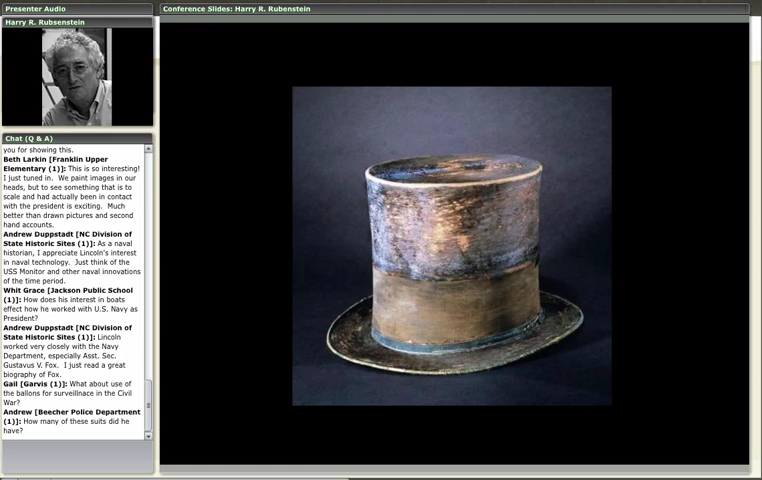 Presenter Audio
Conference Slides: Harry R. Rubenstein
Harry R. Rubsenstein
Chat (Q & A)
you for showing this.
Beth Larkin [Franklin Upper
Elementary (1)]: This is so interesting!
I just tuned in.  We paint images in our
heads, but to see something that is to
scale and had actually been in contact
with the president is exciting.  Much
better than drawn pictures and second
hand accounts.
Andrew Duppstadt [NC Division of
State Historic Sites (1)]: As a naval
historian, I appreciate Lincoln's interest
in naval technology.  Just think of the
USS Monitor and other naval innovations
of the time period.
Whit Grace [Jackson Public School
(1)]: How does his interest in boats
effect how he worked with U.S. Navy as
President?
Andrew Duppstadt [NC Division of
State Historic Sites (1)]: Lincoln
worked very closely with the Navy
Department, especially Asst. Sec.
Gustavus V. Fox.  I just read a great
biography of Fox.
Gail [Garvis (1)]: What about use of
the ballons for surveillnace in the Civil
War?
Andrew [Beecher Police Department
(1)]: How many of these suits did he
have?